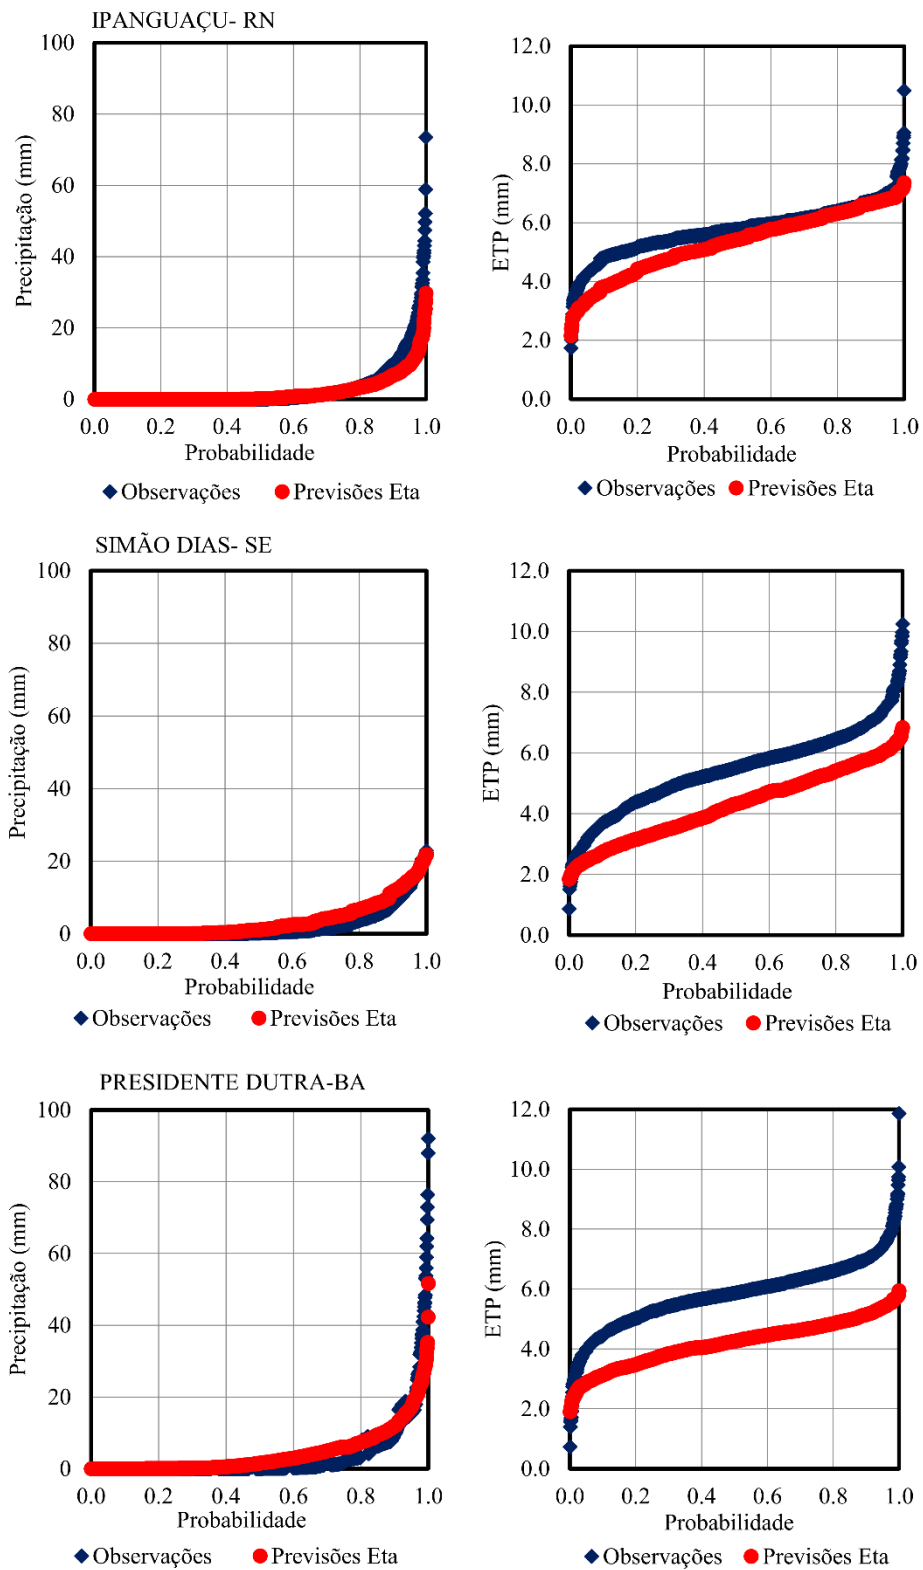 IPANGUAÇU- RN
Precipitação (mm)
100
80
60
40
20
0
0.0 0.2 0.4 0.6 0.8 1.0
Probabilidade
Observações Previsões Eta
ETP (mm)
12.0
10.0
8.0
6.0
4.0
2.0
0.0
0.0 0.2 0.4 0.6 0.8 1.0
Probabilidade
Observações Previsões Eta
SIMÃO DIAS- SE
Precipitação (mm)
100
80
60
40
20
0
0.0 0.2 0.4 0.6 0.8 1.0
Probabilidade
Observações Previsões Eta
ETP (mm)
12.0
10.0
8.0
6.0
4.0
2.0
0.0
0.0 0.2 0.4 0.6 0.8 1.0
Probabilidade
Observações Previsões Eta
PRESIDENTE DUTRA-BA
Precipitação (mm)
100
80
60
40
20
0
0.0 0.2 0.4 0.6 0.8 1.0
Probabilidade
Observações Previsões Eta
ETP (mm)
12.0
10.0
8.0
6.0
4.0
2.0
0.0
0.0 0.2 0.4 0.6 0.8 1.0
Probabilidade
Observações Previsões Eta